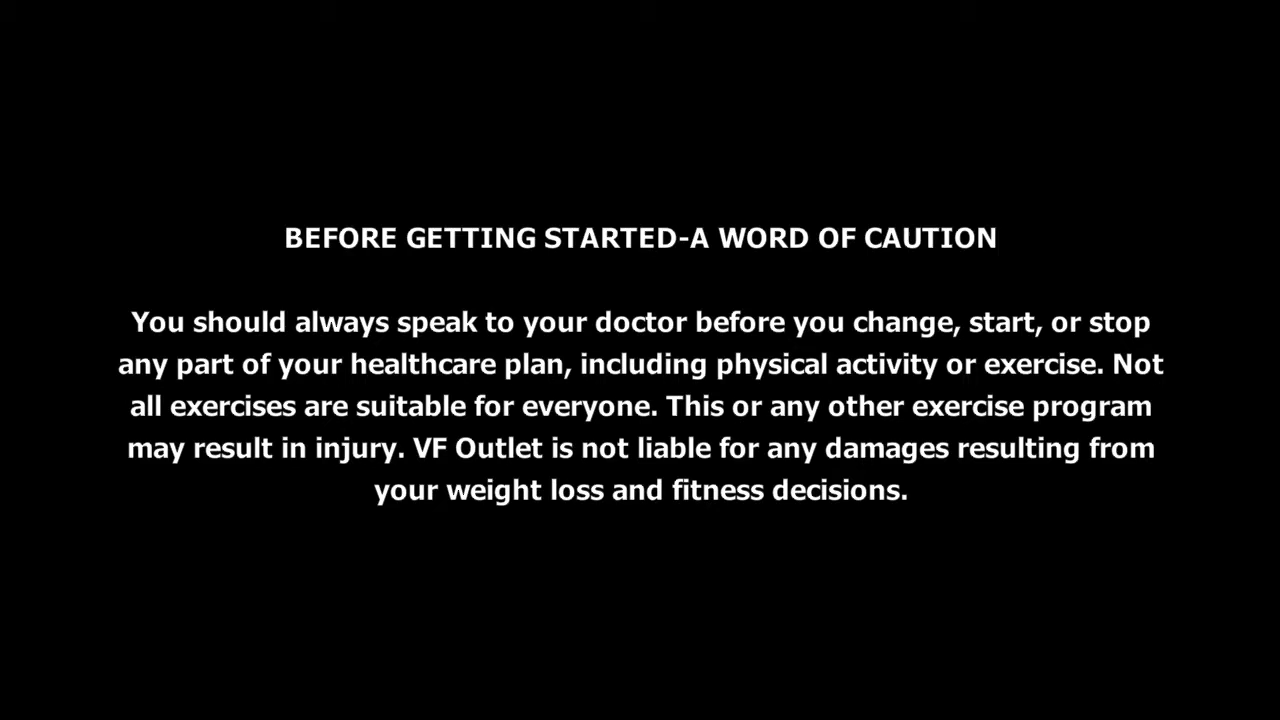 BEFORE GETTING STARTED-A WORD OF CAUTION
You should always speak to your doctor before you change, start, or stop
any part of your healthcare plan, including physical activity or exercise. Not
all exercises are suitable for everyone. This or any other exercise program
may result in injury. VF Outlet is not liable for any damages resulting from
your weight loss and fitness decisions.